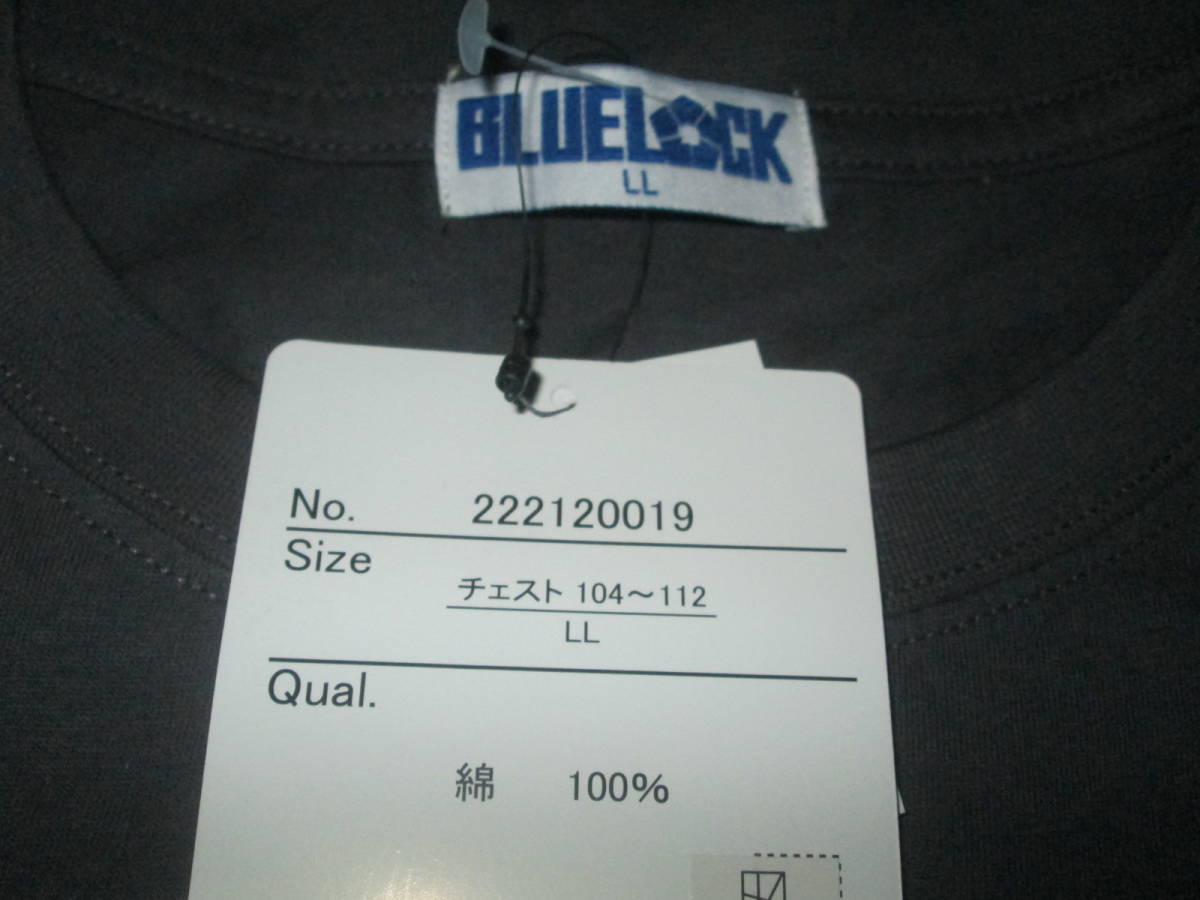 BLUELOCK
LL
No. 222120019
Size
チェスト 104～112
LL
Qual.
綿 100%